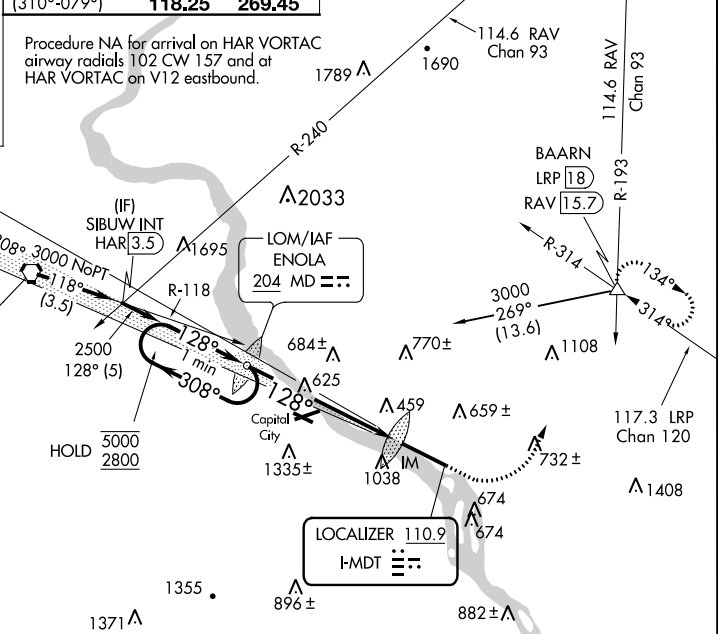 (310°-079°) 118.25 269.45
Procedure NA for arrival on HAR VORTAC
airway radials 102 CW 157 and at
HAR VORTAC on V12 eastbound.
114.6 RAV
Chan 93
1789
1690
114.6 RAV
Chan 93
R-240
R-193
BAARN
LRP 18
RAV 15.7
2033
(IF)
SIBUW INT
HAR 3.5
1695
LOM/IAF
ENOLA
204 MD
R-314
134°
314°
308° 3000 NoPT
118°
(3.5)
R-118
3000
269°
(13.6)
2500
128° (5)
128°
1 min
308°
684±
770±
1108
625
128°
459
659±
Capital
City
117.3 LRP
Chan 120
HOLD 5000
2800
1335±
1038
IM
732±
1408
674
674
LOCALIZER 110.9
I-MDT
1355
896±
1371
882±